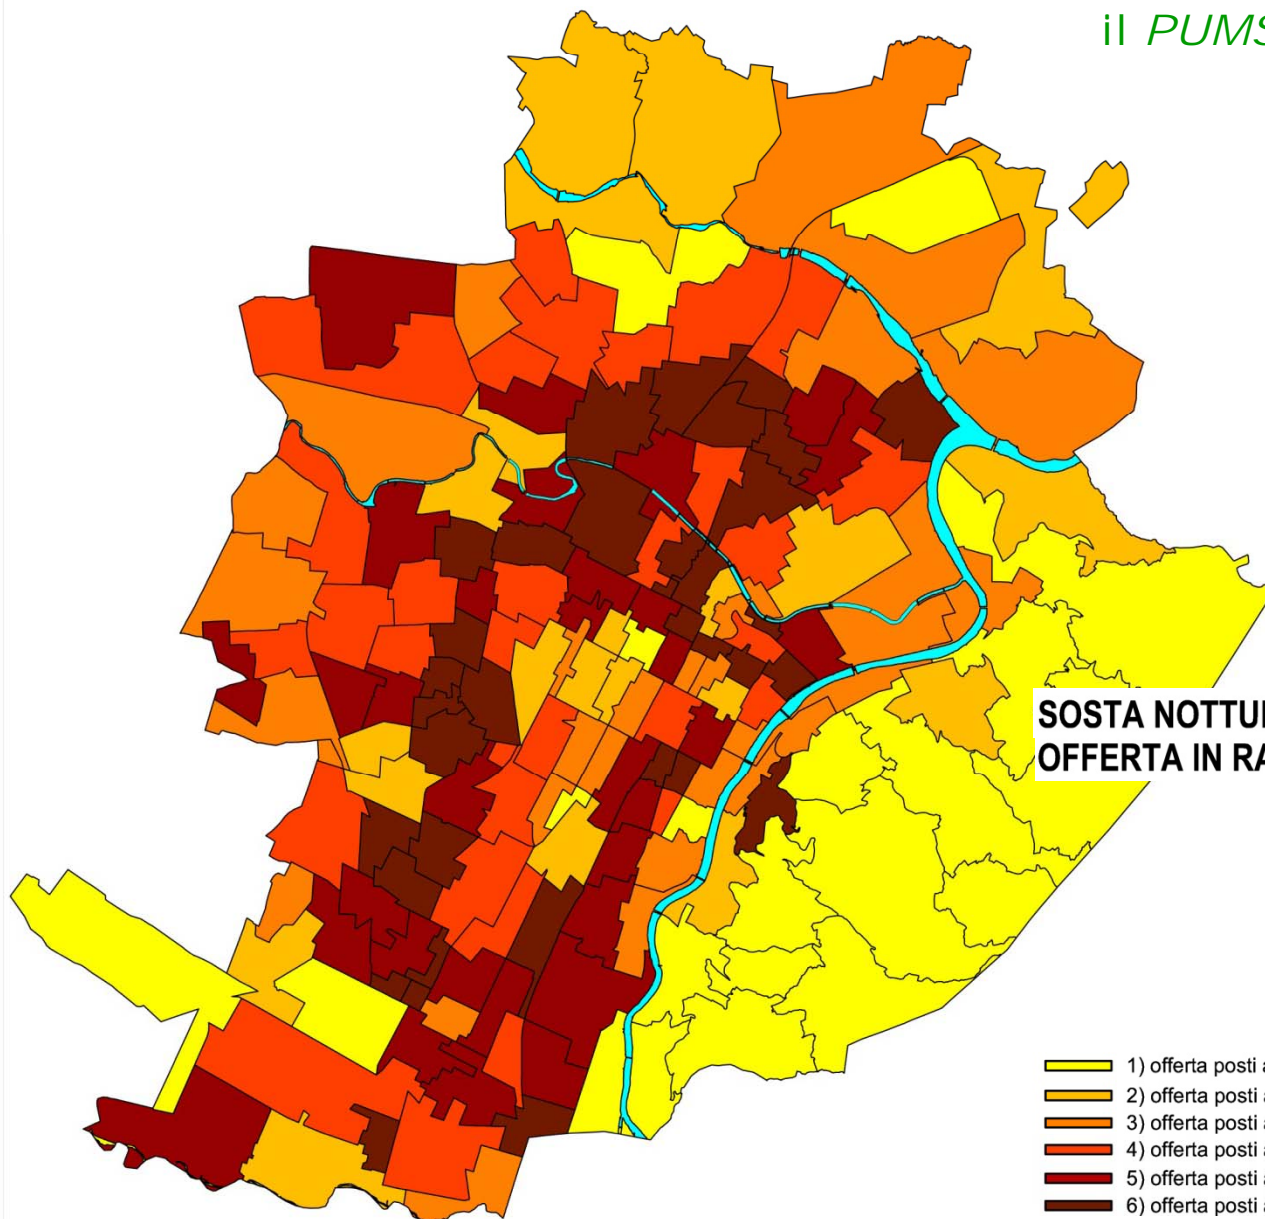 il PUMS
SOSTA NOTTU
OFFERTA IN RA
1) offerta posti a
2) offerta posti a
3) offerta posti a
4) offerta posti a
5) offerta posti a
6) offerta posti a